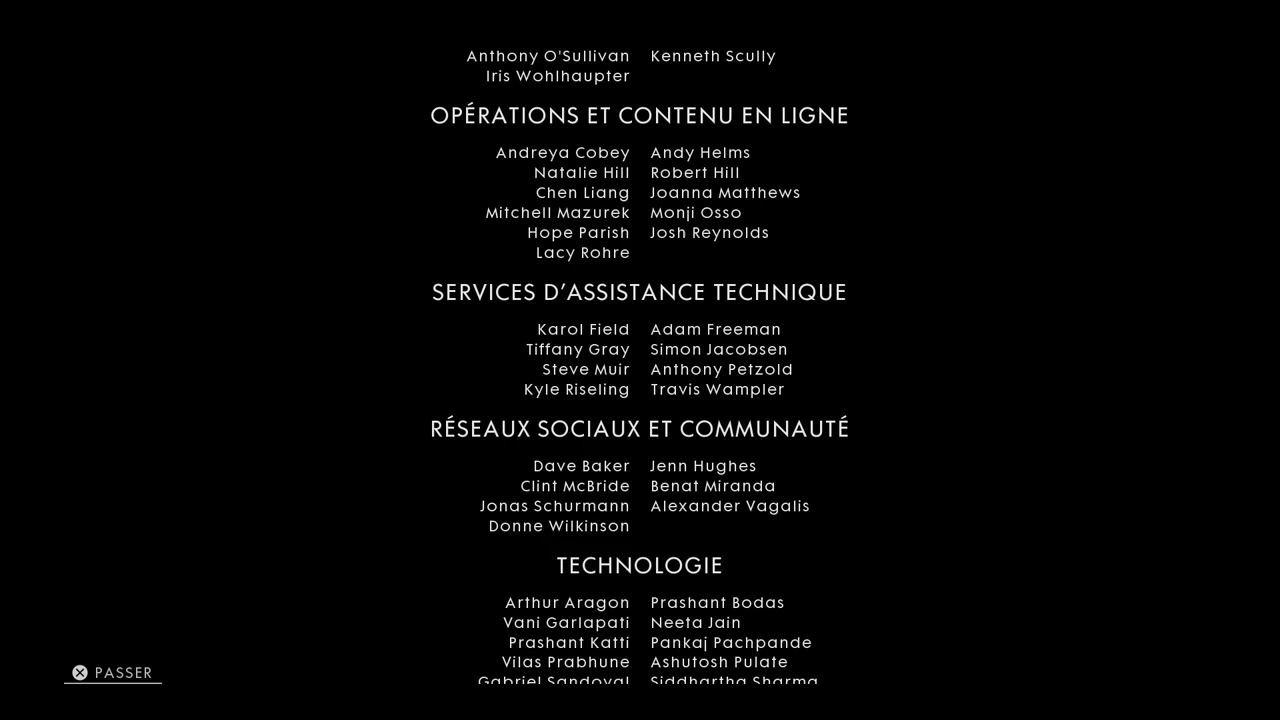 Anthony O'Sullivan Kenneth Scully
Iris Wohlhaupter
OPÉRATIONS ET CONTENU EN LIGNE
Andreya Cobey Andy Helms
Natalie Hill Robert Hill
Chen Liang Joanna Matthews
Mitchell Mazurek Monji Osso
Hope Parish Josh Reynolds
Lacy Rohre
SERVICES D’ASSISTANCE TECHNIQUE
Karol Field Adam Freeman
Tiffany Gray Simon Jacobsen
Steve Muir Anthony Petzold
Kyle Riseling Travis Wampler
RÉSEAUX SOCIAUX ET COMMUNAUTÉ
Dave Baker Jenn Hughes
Clint McBride Benat Miranda
Jonas Schurmann Alexander Vagalis
Donne Wilkinson
TECHNOLOGIE
Arthur Aragon Prashant Bodas
Vani Garlapati Neeta Jain
Prashant Katti Pankaj Pachpande
Vilas Prabhune Ashutosh Pulate
Gabriel Sandoval Siddhartha Sharma
PASSER